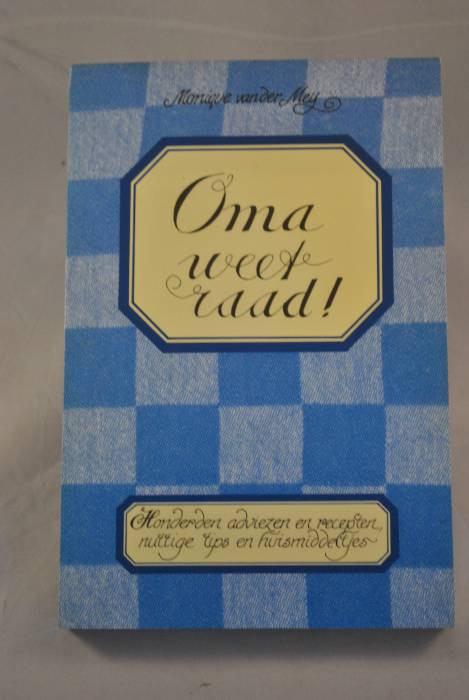 Monique van der Mey
Oma
weet
raad!
Honderden adviezen en recepten,
nuttige tips en huismiddeltjes